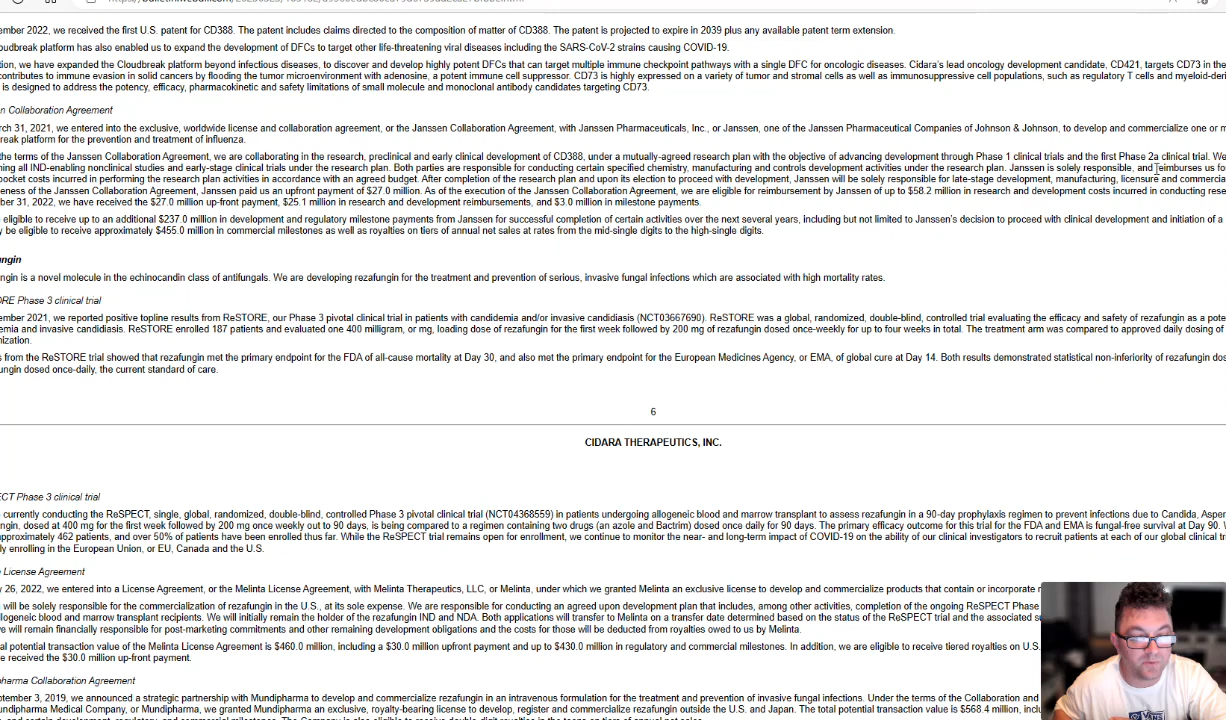 ember 2022, we received the first U.S. patent for CD388. The patent includes claims directed to the composition of matter of CD388. The patent is projected to expire in 2039 plus any available patent term extension.
oudbreak platform has also enabled us to expand the development of DFCs to target other life-threatening viral diseases including the SARS-CoV-2 strains causing COVID-19.
tion, we have expanded the Cloudbreak platform beyond infectious diseases, to discover and develop highly potent DFCs that can target multiple immune checkpoint pathways with a single DFC for oncologic diseases. Cidara's lead oncology development candidate, CD421, targets CD73 in the
contributes to immune evasion in solid cancers by flooding the tumor microenvironment with adenosine, a potent immune cell suppressor. CD73 is highly expressed on a variety of tumor and stromal cells as well as immunosuppressive cell populations, such as regulatory T cells and myeloid-deri
is designed to address the potency, efficacy, pharmacokinetic and safety limitations of small molecule and monoclonal antibody candidates targeting CD73.
n Collaboration Agreement
rch 31, 2021, we entered into the exclusive, worldwide license and collaboration agreement, or the Janssen Collaboration Agreement, with Janssen Pharmaceuticals, Inc., or Janssen, one of the Janssen Pharmaceutical Companies of Johnson & Johnson, to develop and commercialize one or m
reak platform for the prevention and treatment of influenza.
the terms of the Janssen Collaboration Agreement, we are collaborating in the research, preclinical and early clinical development of CD388, under a mutually-agreed research plan with the objective of advancing development through Phase 1 clinical trials and the first Phase 2a clinical trial. We
ming all IND-enabling nonclinical studies and early-stage clinical trials under the research plan. Both parties are responsible for conducting certain specified chemistry, manufacturing and controls development activities under the research plan. Janssen is solely responsible, and reimburses us fo
pocket costs incurred in performing the research plan activities in accordance with an agreed budget. After completion of the research plan and upon its election to proceed with development, Janssen will be solely responsible for late-stage development, manufacturing, licensure and commercia
eness of the Janssen Collaboration Agreement, Janssen paid us an upfront payment of $27.0 million. As of the execution of the Janssen Collaboration Agreement, we are eligible for reimbursement by Janssen of up to $58.2 million in research and development costs incurred in conducting rese
ber 31, 2022, we have received the $27.0 million up-front payment, $25.1 million in research and development reimbursements, and $3.0 million in milestone payments.
eligible to receive up to an additional $237.0 million in development and regulatory milestone payments from Janssen for successful completion of certain activities over the next several years, including but not limited to Janssen's decision to proceed with clinical development and initiation of a
y be eligible to receive approximately $455.0 million in commercial milestones as well as royalties on tiers of annual net sales at rates from the mid-single digits to the high-single digits.
ungin
ngin is a novel molecule in the echinocandin class of antifungals. We are developing rezafungin for the treatment and prevention of serious, invasive fungal infections which are associated with high mortality rates.
ORE Phase 3 clinical trial
ember 2021, we reported positive topline results from ReSTORE, our Phase 3 pivotal clinical trial in patients with candidemia and/or invasive candidiasis (NCT03667690). ReSTORE was a global, randomized, double-blind, controlled trial evaluating the efficacy and safety of rezafungin as a pote
emia and invasive candidiasis. ReSTORE enrolled 187 patients and evaluated one 400 milligram, or mg, loading dose of rezafungin for the first week followed by 200 mg of rezafungin dosed once-weekly for up to four weeks in total. The treatment arm was compared to approved daily dosing of
nization.
s from the ReSTORE trial showed that rezafungin met the primary endpoint for the FDA of all-cause mortality at Day 30, and also met the primary endpoint for the European Medicines Agency, or EMA, of global cure at Day 14. Both results demonstrated statistical non-inferiority of rezafungin dos
ungin dosed once-daily, the current standard of care.
6
CIDARA THERAPEUTICS, INC.
ECT Phase 3 clinical trial
currently conducting the ReSPECT, single, global, randomized, double-blind, controlled Phase 3 pivotal clinical trial (NCT04368559) in patients undergoing allogeneic blood and marrow transplant to assess rezafungin in a 90-day prophylaxis regimen to prevent infections due to Candida, Asper
ngin, dosed at 400 mg for the first week followed by 200 mg once weekly out to 90 days, is being compared to a regimen containing two drugs (an azole and Bactrim) dosed once daily for 90 days. The primary efficacy outcome for this trial for the FDA and EMA is fungal-free survival at Day 90. W
approximately 462 patients, and over 50% of patients have been enrolled thus far. While the ReSPECT trial remains open for enrollment, we continue to monitor the near- and long-term impact of COVID-19 on the ability of our clinical investigators to recruit patients at each of our global clinical tr
ly enrolling in the European Union, or EU, Canada and the U.S.
License Agreement
y 26, 2022, we entered into a License Agreement, or the Melinta License Agreement, with Melinta Therapeutics, LLC, or Melinta, under which we granted Melinta an exclusive license to develop and commercialize products that contain or incorporate r
will be solely responsible for the commercialization of rezafungin in the U.S., at its sole expense. We are responsible for conducting an agreed upon development plan that includes, among other activities, completion of the ongoing ReSPECT Phase
llogeneic blood and marrow transplant recipients. We will initially remain the holder of the rezafungin IND and NDA. Both applications will transfer to Melinta on a transfer date determined based on the status of the ReSPECT trial and the associated su
we will remain financially responsible for post-marketing commitments and other remaining development obligations and the costs for those will be deducted from royalties owed to us by Melinta.
al potential transaction value of the Melinta License Agreement is $460.0 million, including a $30.0 million upfront payment and up to $430.0 million in regulatory and commercial milestones. In addition, we are eligible to receive tiered royalties on U.S.
e received the $30.0 million up-front payment.
pharma Collaboration Agreement
ptember 3, 2019, we announced a strategic partnership with Mundipharma to develop and commercialize rezafungin in an intravenous formulation for the treatment and prevention of invasive fungal infections. Under the terms of the Collaboration and
undipharma Medical Company, or Mundipharma, we granted Mundipharma an exclusive, royalty-bearing license to develop, register and commercialize rezafungin outside the U.S. and Japan. The total potential transaction value is $568.4 million, incl